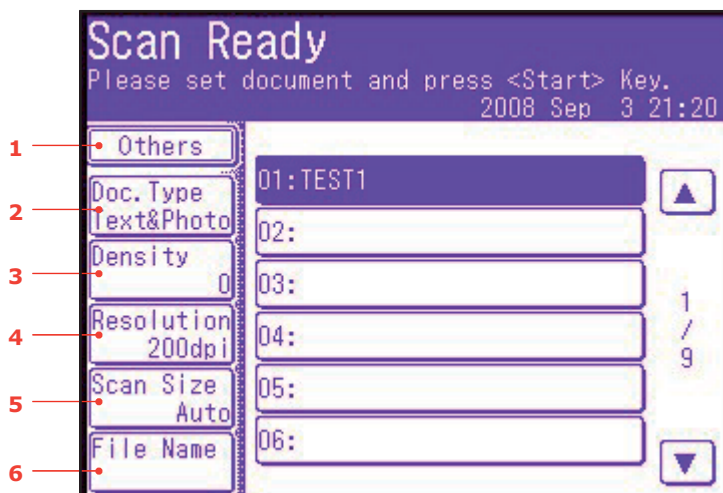 Scan Ready
Please set document and press <Start> Key.
2008 Sep 3 21:20
1
Others
2
Doc.Type
Text&Photo
3
Density
0
4
Resolution
200dpi
5
Scan Size
Auto
6
File Name
01:TEST1
02:
03:
04:
05:
06:
1
/
9